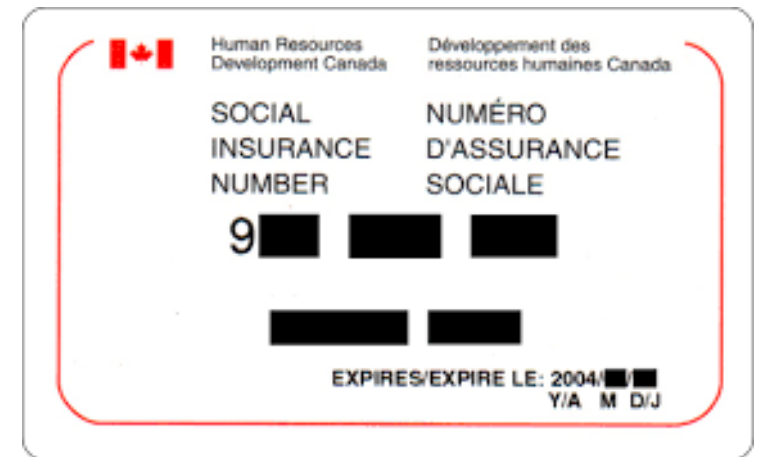 Human Resources
Development Canada
Développement des
ressources humaines Canada
SOCIAL
INSURANCE
NUMBER
NUMÉRO
D'ASSURANCE
SOCIALE
9
EXPIRES/EXPIRE LE: 2004/ /
Y/A M D/J